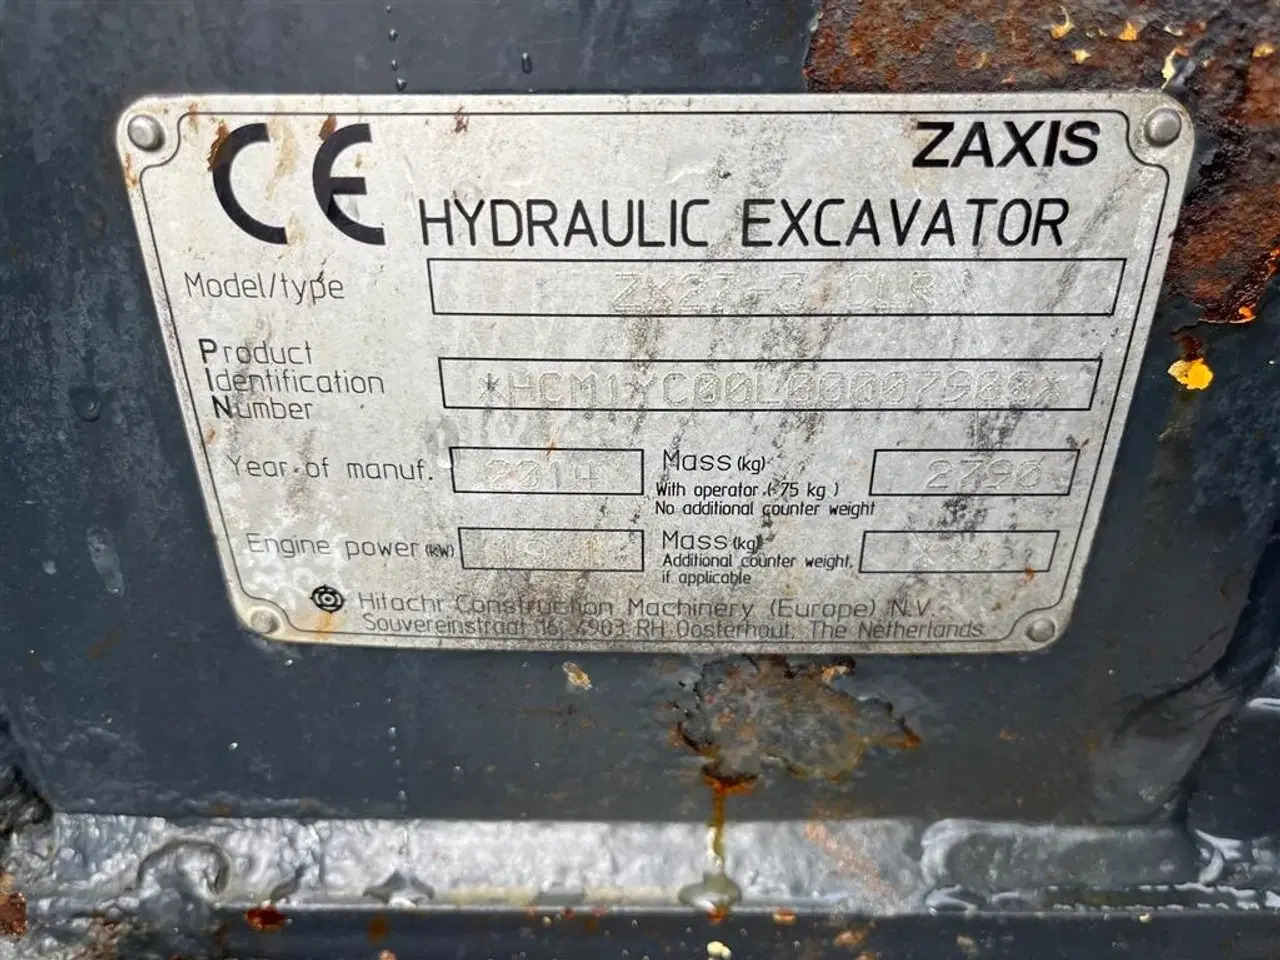 CE
ZAXIS
HYDRAULIC EXCAVATOR
Model/type ZX27-3 CLR
Product
Identification
Number
Year of manuf. 2014
Mass (kg)
With operator (75 kg)
No additional counter weight
Engine power (kW)
Mass (kg)
Additional counter weight,
if applicable
Hitachi Construction Machinery (Europe) N.V.
Souvereinstraat 16, 4903 RH Oosterhout, The Netherlands